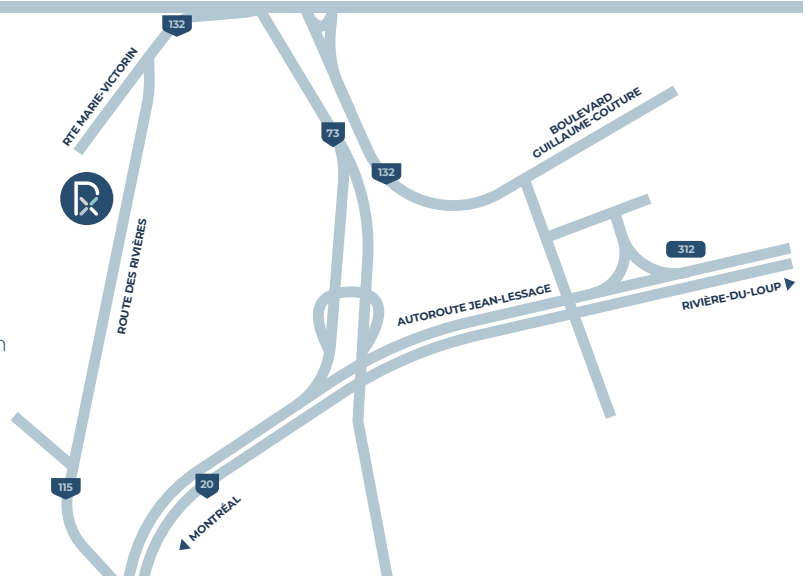 132
RTE MARIE-VICTORIN
73
BOULEVARD
GUILLAUME-COUTURE
132
ROUTE DES RIVIÈRES
312
AUTOROUTE JEAN-LESSAGE
RIVIÈRE-DU-LOUP
115
20
MONTRÉAL